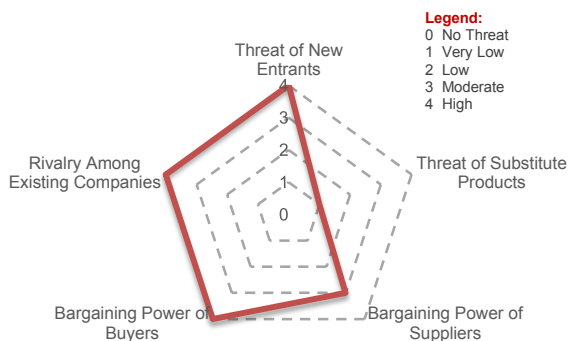 Legend:
0 No Threat
1 Very Low
2 Low
3 Moderate
4 High
Threat of New
Entrants
4
3
2
1
0
Rivalry Among
Existing Companies
Threat of Substitute
Products
Bargaining Power of
Buyers
Bargaining Power of
Suppliers